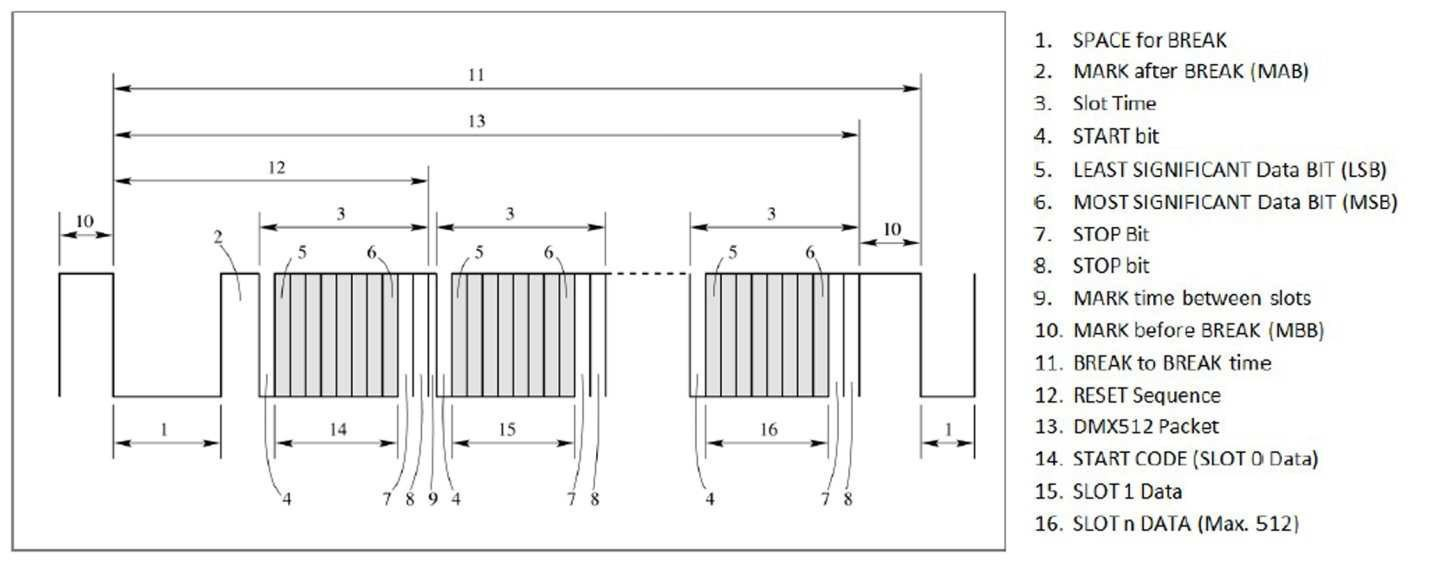 11
13
12
10 3 3 3 10
2
5 6 5 6 5 6
1 14 15 16 1
4 7 8 9 4 7 8 4 7 8
1. SPACE for BREAK
2. MARK after BREAK (MAB)
3. Slot Time
4. START bit
5. LEAST SIGNIFICANT Data BIT (LSB)
6. MOST SIGNIFICANT Data BIT (MSB)
7. STOP Bit
8. STOP bit
9. MARK time between slots
10. MARK before BREAK (MBB)
11. BREAK to BREAK time
12. RESET Sequence
13. DMX512 Packet
14. START CODE (SLOT 0 Data)
15. SLOT 1 Data
16. SLOT n DATA (Max. 512)